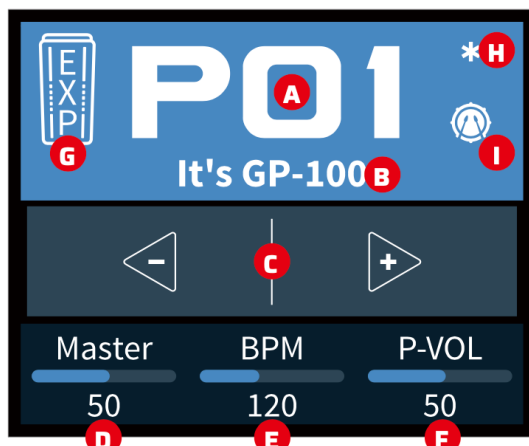 E
X
P
G
P01
A
* H
I
It's GP-100 B
- C +
Master BPM P-VOL
50 120 50
D E F